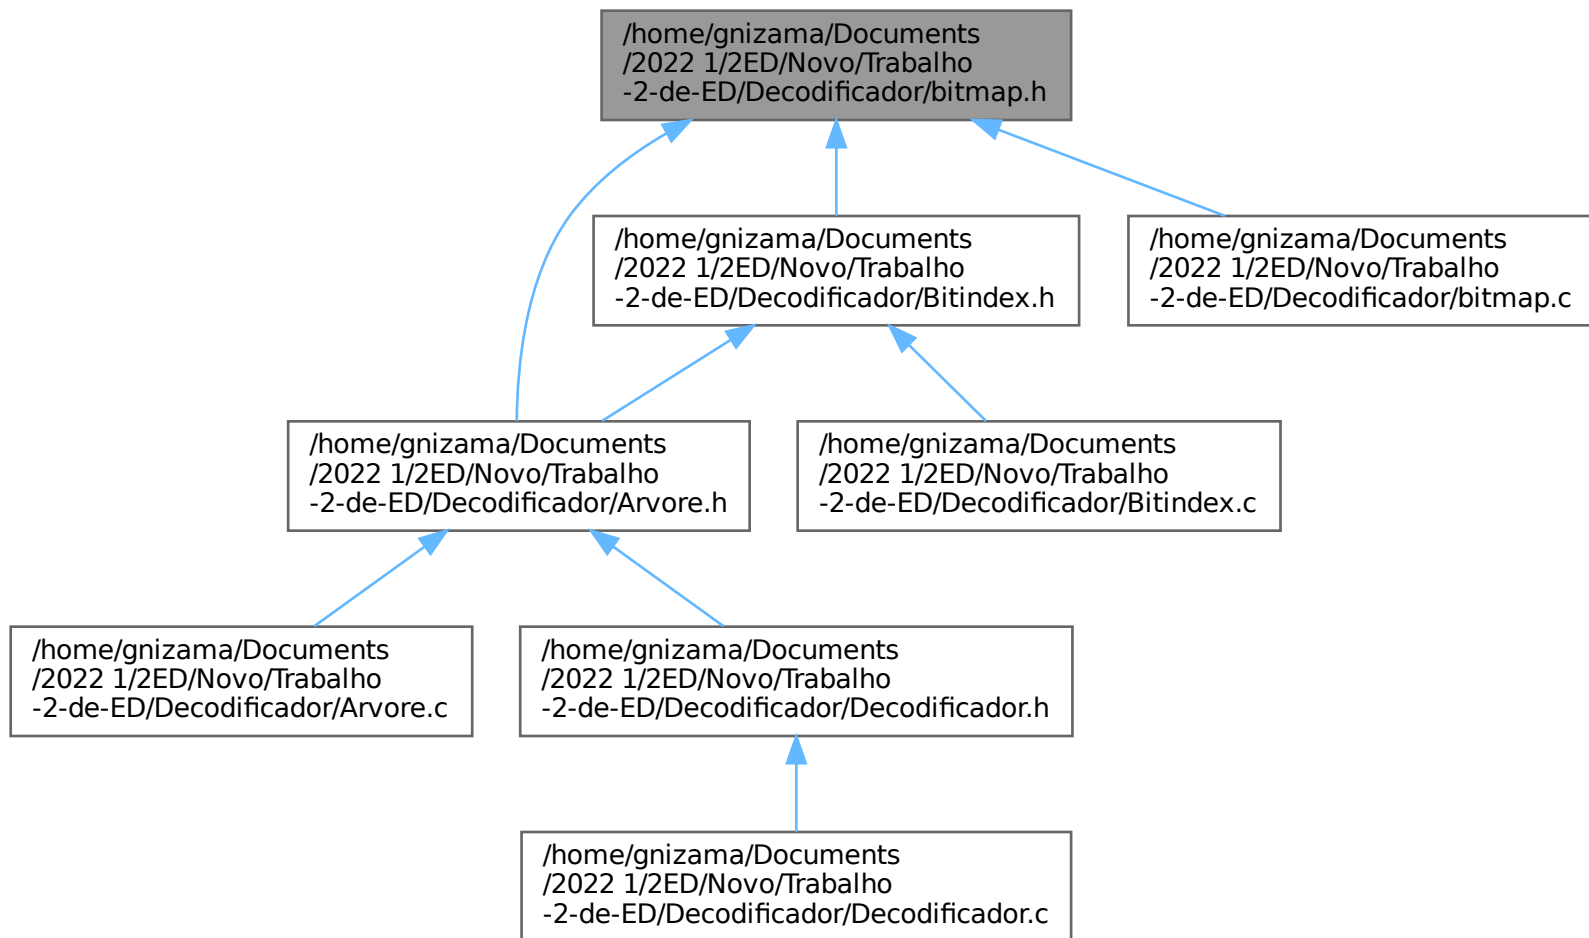 /home/gnizama/Documents
/2022 1/2ED/Novo/Trabalho
-2-de-ED/Decodificador/bitmap.h
/home/gnizama/Documents
/2022 1/2ED/Novo/Trabalho
-2-de-ED/Decodificador/Bitindex.h
/home/gnizama/Documents
/2022 1/2ED/Novo/Trabalho
-2-de-ED/Decodificador/bitmap.c
/home/gnizama/Documents
/2022 1/2ED/Novo/Trabalho
-2-de-ED/Decodificador/Arvore.h
/home/gnizama/Documents
/2022 1/2ED/Novo/Trabalho
-2-de-ED/Decodificador/Bitindex.c
/home/gnizama/Documents
/2022 1/2ED/Novo/Trabalho
-2-de-ED/Decodificador/Arvore.c
/home/gnizama/Documents
/2022 1/2ED/Novo/Trabalho
-2-de-ED/Decodificador/Decodificador.h
/home/gnizama/Documents
/2022 1/2ED/Novo/Trabalho
-2-de-ED/Decodificador/Decodificador.c